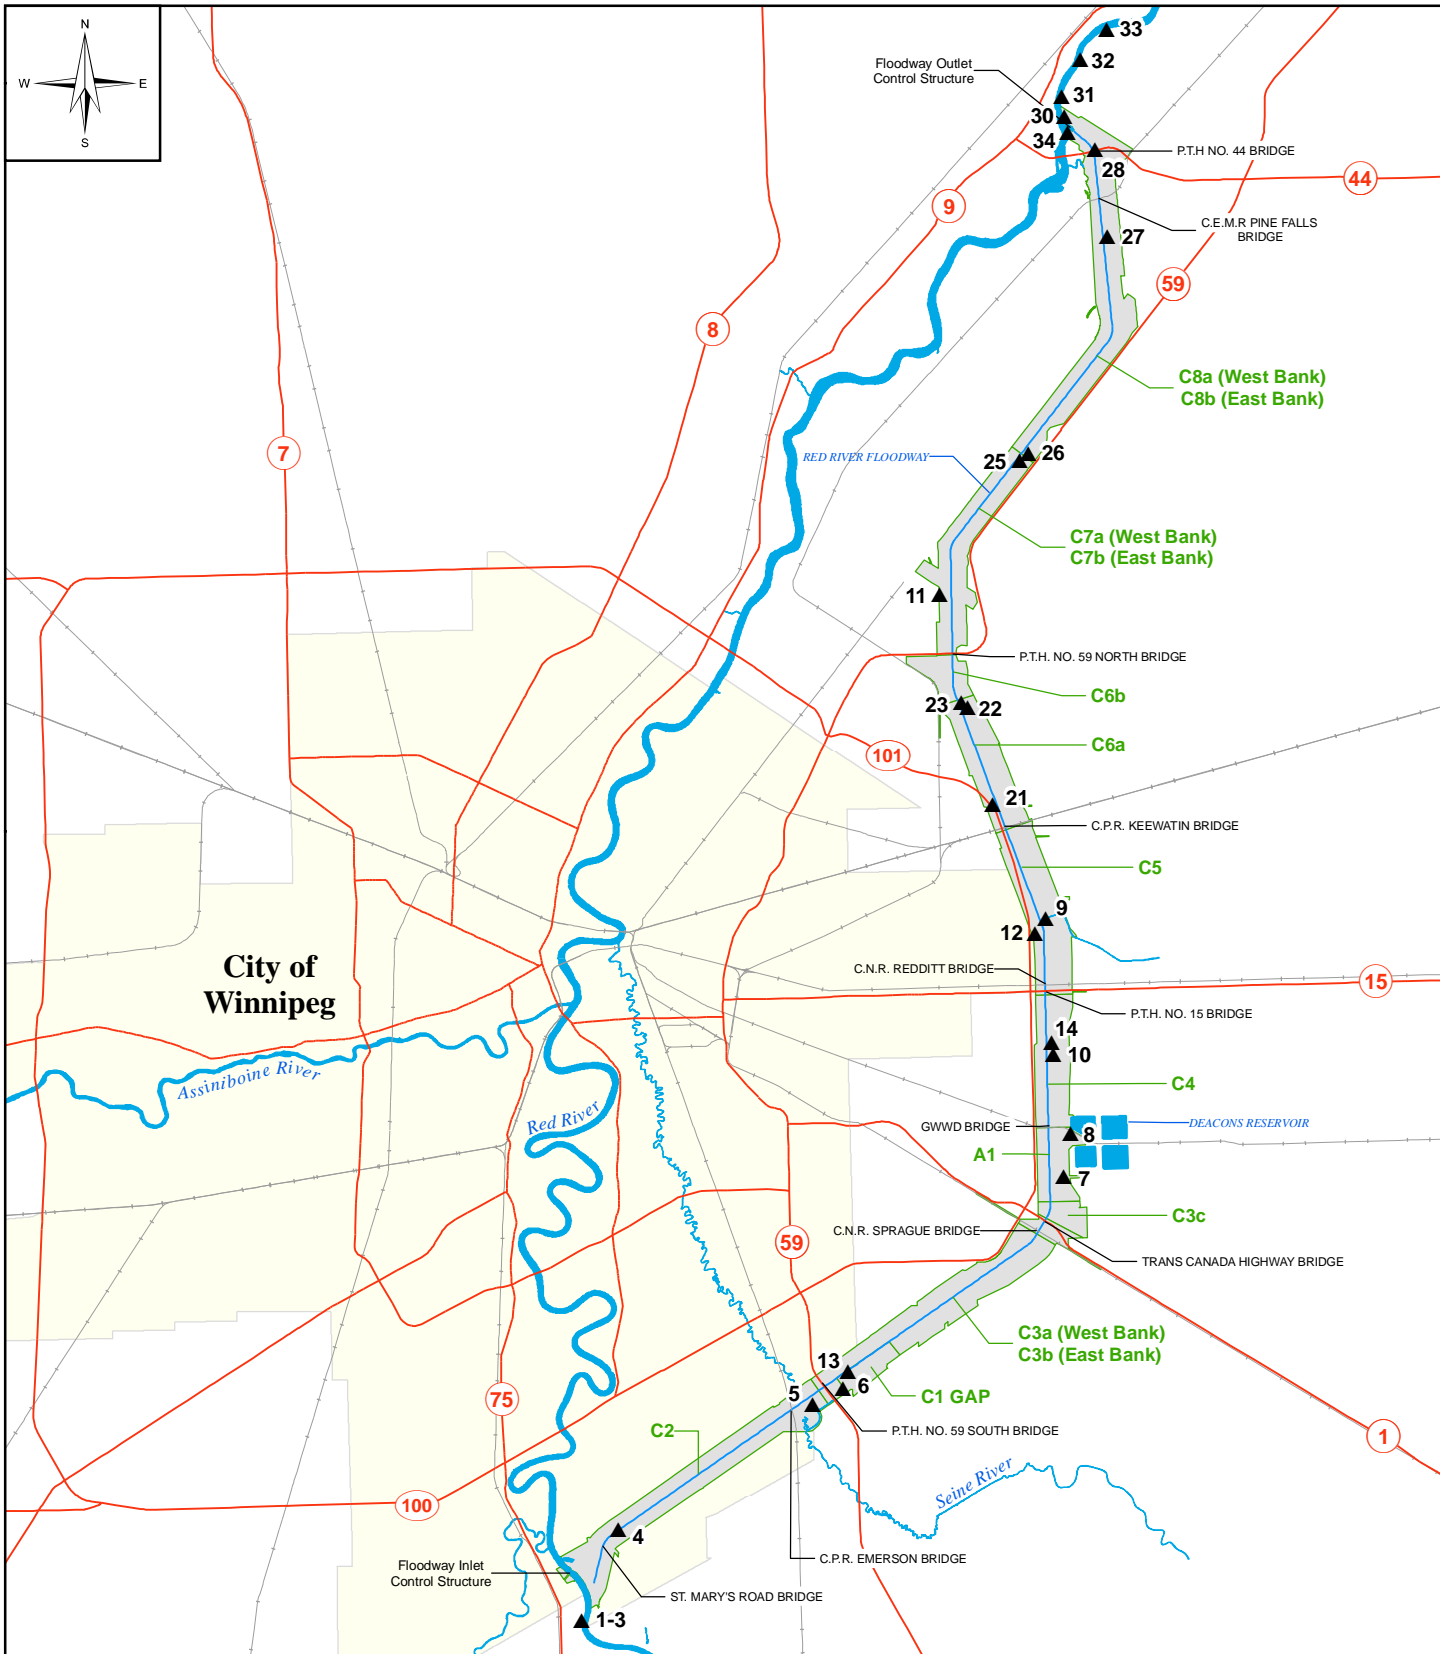 N
W
E
S
33
Floodway Outlet
Control Structure
32
31
30
34
P.T.H NO. 44 BRIDGE
28
44
9
C.E.M.R PINE FALLS
BRIDGE
27
59
8
C8a (West Bank)
C8b (East Bank)
7
RED RIVER FLOODWAY
25
26
C7a (West Bank)
C7b (East Bank)
11
P.T.H. NO. 59 NORTH BRIDGE
C6b
23
22
C6a
101
21
C.P.R. KEEWATIN BRIDGE
C5
9
12
City of
Winnipeg
C.N.R. REDDITT BRIDGE
15
P.T.H. NO. 15 BRIDGE
14
10
Assiniboine River
C4
Red River
GWWD BRIDGE
DEACONS RESERVOIR
8
A1
7
C3c
C.N.R. SPRAGUE BRIDGE
59
TRANS CANADA HIGHWAY BRIDGE
C3a (West Bank)
C3b (East Bank)
13
6
5
C1 GAP
75
C2
P.T.H. NO. 59 SOUTH BRIDGE
1
Seine River
100
4
C.P.R. EMERSON BRIDGE
Floodway Inlet
Control Structure
ST. MARY'S ROAD BRIDGE
1-3